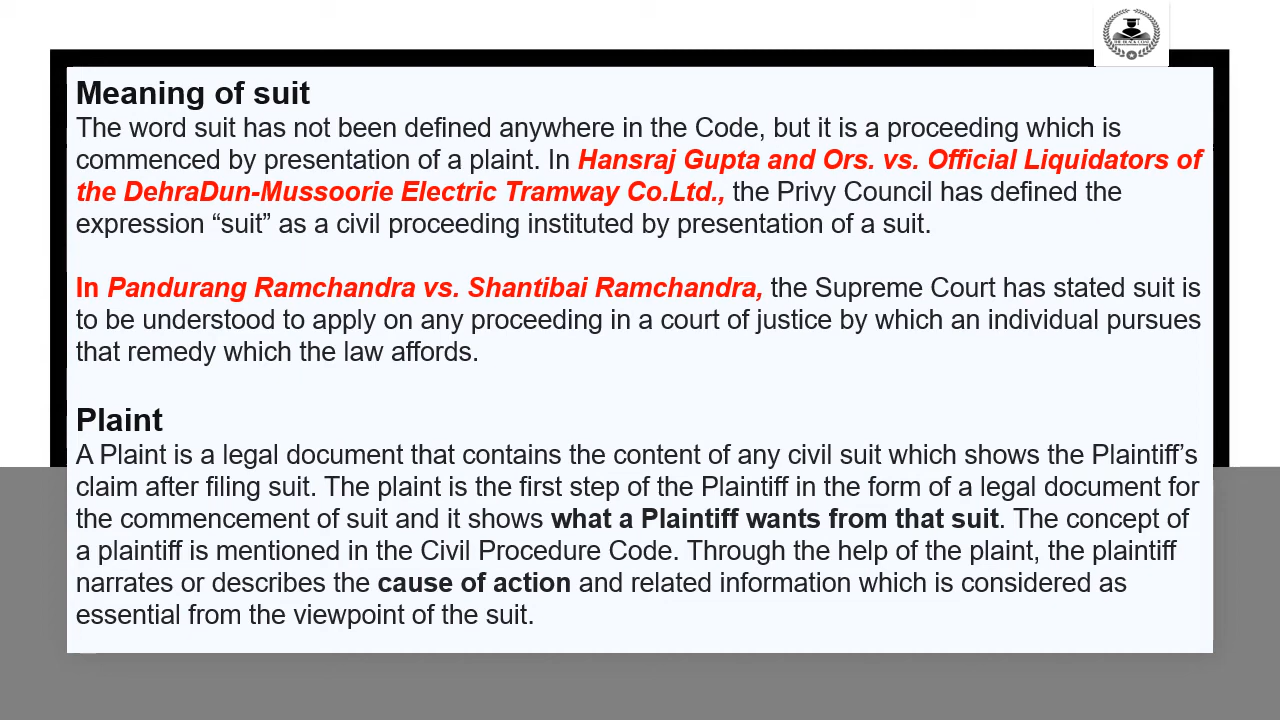 Meaning of suit
The word suit has not been defined anywhere in the Code, but it is a proceeding which is
commenced by presentation of a plaint. In Hansraj Gupta and Ors. vs. Official Liquidators of
the DehraDun-Mussoorie Electric Tramway Co.Ltd., the Privy Council has defined the
expression “suit” as a civil proceeding instituted by presentation of a suit.
In Pandurang Ramchandra vs. Shantibai Ramchandra, the Supreme Court has stated suit is
to be understood to apply on any proceeding in a court of justice by which an individual pursues
that remedy which the law affords.
Plaint
A Plaint is a legal document that contains the content of any civil suit which shows the Plaintiff’s
claim after filing suit. The plaint is the first step of the Plaintiff in the form of a legal document for
the commencement of suit and it shows what a Plaintiff wants from that suit. The concept of
a plaintiff is mentioned in the Civil Procedure Code. Through the help of the plaint, the plaintiff
narrates or describes the cause of action and related information which is considered as
essential from the viewpoint of the suit.